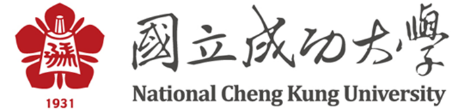 國立成功大學
National Cheng Kung University
1931